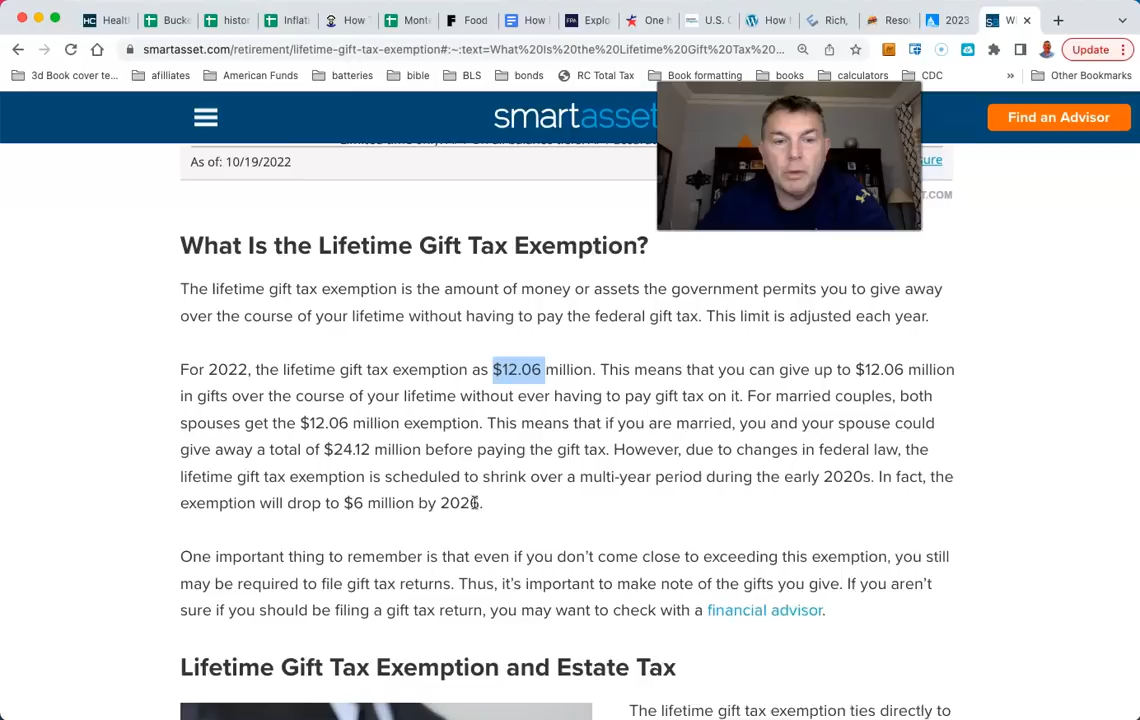 Healt
Bucke
histor
Inflati
How T
Monte
Food
How I
Explo
One h
U.S. C
How I
Rich,
Resou
2023
Wl
smartasset.com/retirement/lifetime-gift-tax-exemption#:~:text=What%20Is%20the%20Lifetime%20Gift%20Tax%20...
Update
3d Book cover te...
afilliates
American Funds
batteries
bible
BLS
bonds
RC Total Tax
Book formatting
books
calculators
CDC
»
Other Bookmarks
smartasset
Find an Advisor
As of: 10/19/2022
sure
T.COM
What Is the Lifetime Gift Tax Exemption?
The lifetime gift tax exemption is the amount of money or assets the government permits you to give away
over the course of your lifetime without having to pay the federal gift tax. This limit is adjusted each year.
For 2022, the lifetime gift tax exemption as $12.06 million. This means that you can give up to $12.06 million
in gifts over the course of your lifetime without ever having to pay gift tax on it. For married couples, both
spouses get the $12.06 million exemption. This means that if you are married, you and your spouse could
give away a total of $24.12 million before paying the gift tax. However, due to changes in federal law, the
lifetime gift tax exemption is scheduled to shrink over a multi-year period during the early 2020s. In fact, the
exemption will drop to $6 million by 2026.
One important thing to remember is that even if you don't come close to exceeding this exemption, you still
may be required to file gift tax returns. Thus, it's important to make note of the gifts you give. If you aren't
sure if you should be filing a gift tax return, you may want to check with a financial advisor.
Lifetime Gift Tax Exemption and Estate Tax
The lifetime gift tax exemption ties directly to